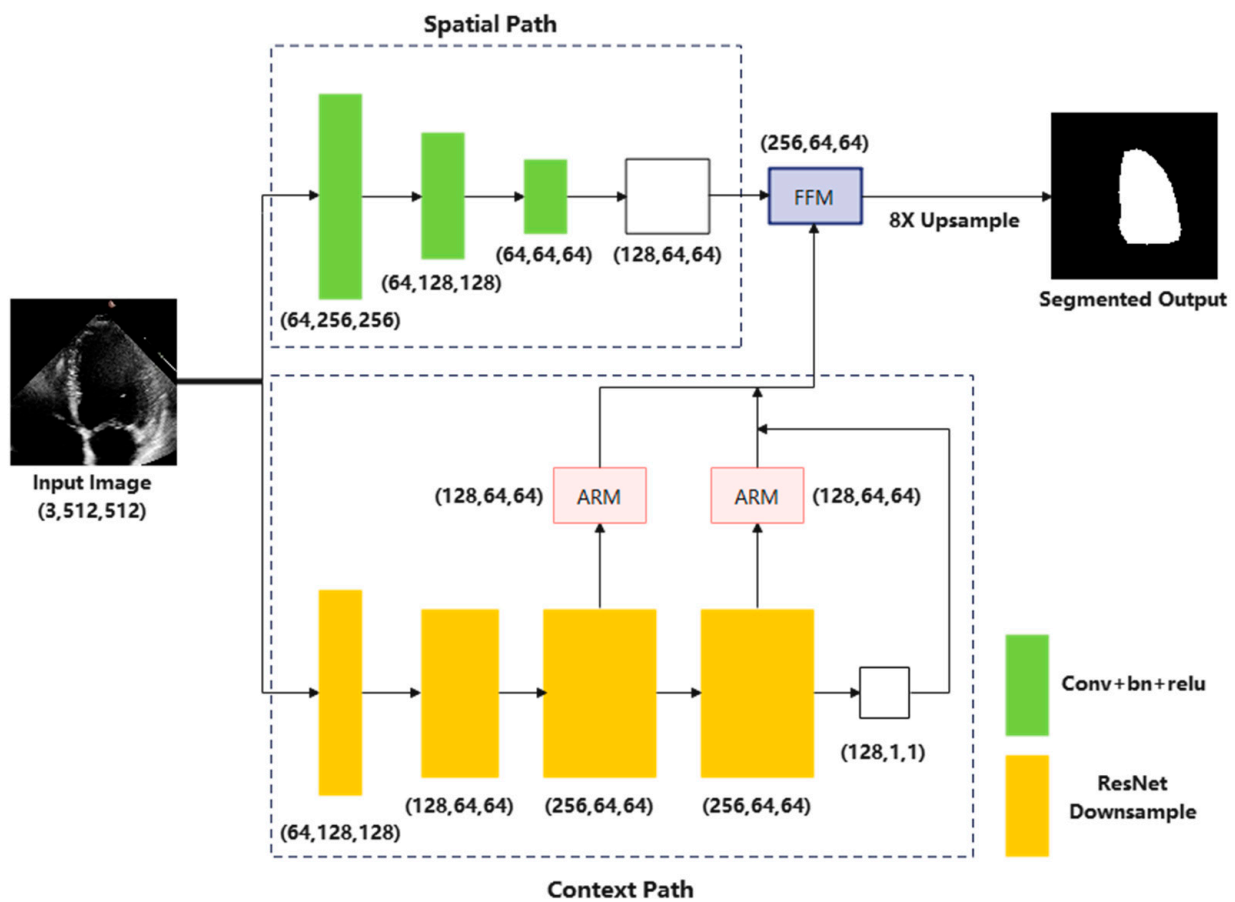 Spatial Path
(256,64,64)
FFM
8X Upsample
(64,64,64)
(128,64,64)
(64,128,128)
(64,256,256)
Segmented Output
Input Image
(3,512,512)
(128,64,64)
ARM
ARM
(128,64,64)
Conv+bn+relu
(128,1,1)
ResNet
Downsample
(128,64,64)
(256,64,64)
(256,64,64)
(64,128,128)
Context Path